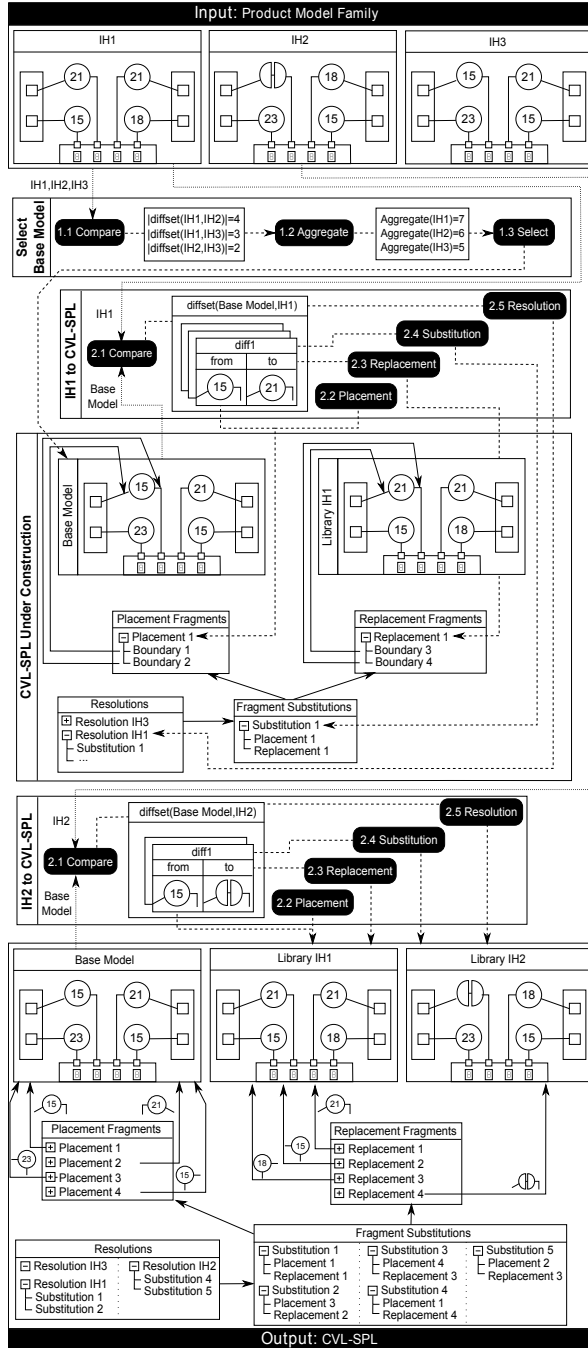 Input: Product Model Family
IH1
IH2
IH3
21
21
15
18
18
23
15
15
21
23
15
IH1,IH2,IH3
Select
Base Model
1.1 Compare
|diffset(IH1,IH2)|=4
|diffset(IH1,IH3)|=3
|diffset(IH2,IH3)|=2
1.2 Aggregate
Aggregate(IH1)=7
Aggregate(IH2)=6
Aggregate(IH3)=5
1.3 Select
IH1 to CVL-SPL
IH1
2.1 Compare
Base
Model
diffset(Base Model,IH1)
diff1
from
to
15
21
2.5 Resolution
2.4 Substitution
2.3 Replacement
2.2 Placement
CVL-SPL Under Construction
Base Model
15
21
23
15
Library IH1
21
21
15
18
Placement Fragments
Placement 1
Boundary 1
Boundary 2
Replacement Fragments
Replacement 1
Boundary 3
Boundary 4
Resolutions
Resolution IH3
Resolution IH1
Substitution 1
...
Fragment Substitutions
Substitution 1
Placement 1
Replacement 1
IH2 to CVL-SPL
IH2
2.1 Compare
Base
Model
diffset(Base Model,IH2)
diff1
from
to
15
2.5 Resolution
2.4 Substitution
2.3 Replacement
2.2 Placement
Base Model
15
21
23
15
Library IH1
21
21
15
18
Library IH2
18
23
15
15
21
23
15
Placement Fragments
Placement 1
Placement 2
Placement 3
Placement 4
21
15
18
Replacement Fragments
Replacement 1
Replacement 2
Replacement 3
Replacement 4
Resolutions
Resolution IH3
Resolution IH1
Substitution 1
Substitution 2
Resolution IH2
Substitution 4
Substitution 5
Fragment Substitutions
Substitution 1
Placement 1
Replacement 1
Substitution 2
Placement 3
Replacement 2
Substitution 3
Placement 4
Replacement 3
Substitution 4
Placement 1
Replacement 4
Substitution 5
Placement 2
Replacement 3
Output: CVL-SPL